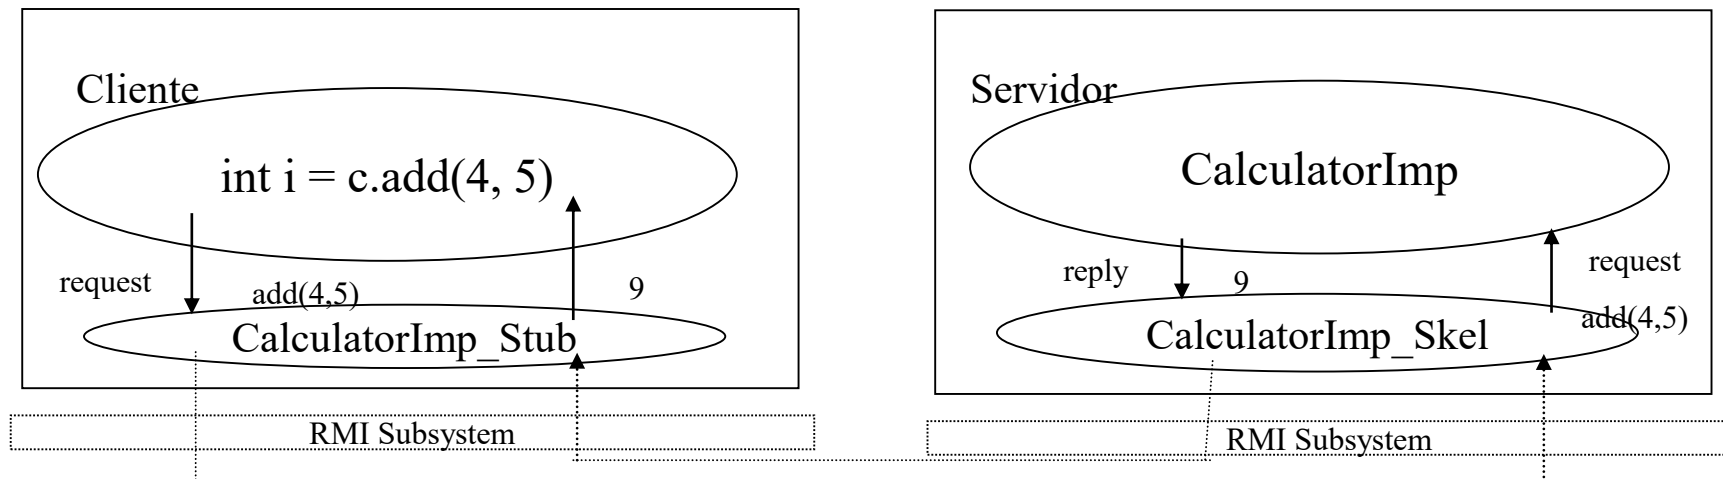 Cliente
int i = c.add(4, 5)
request
add(4,5)
9
CalculatorImp_Stub
RMI Subsystem
Servidor
CalculatorImp
reply
9
request
add(4,5)
CalculatorImp_Skel
RMI Subsystem